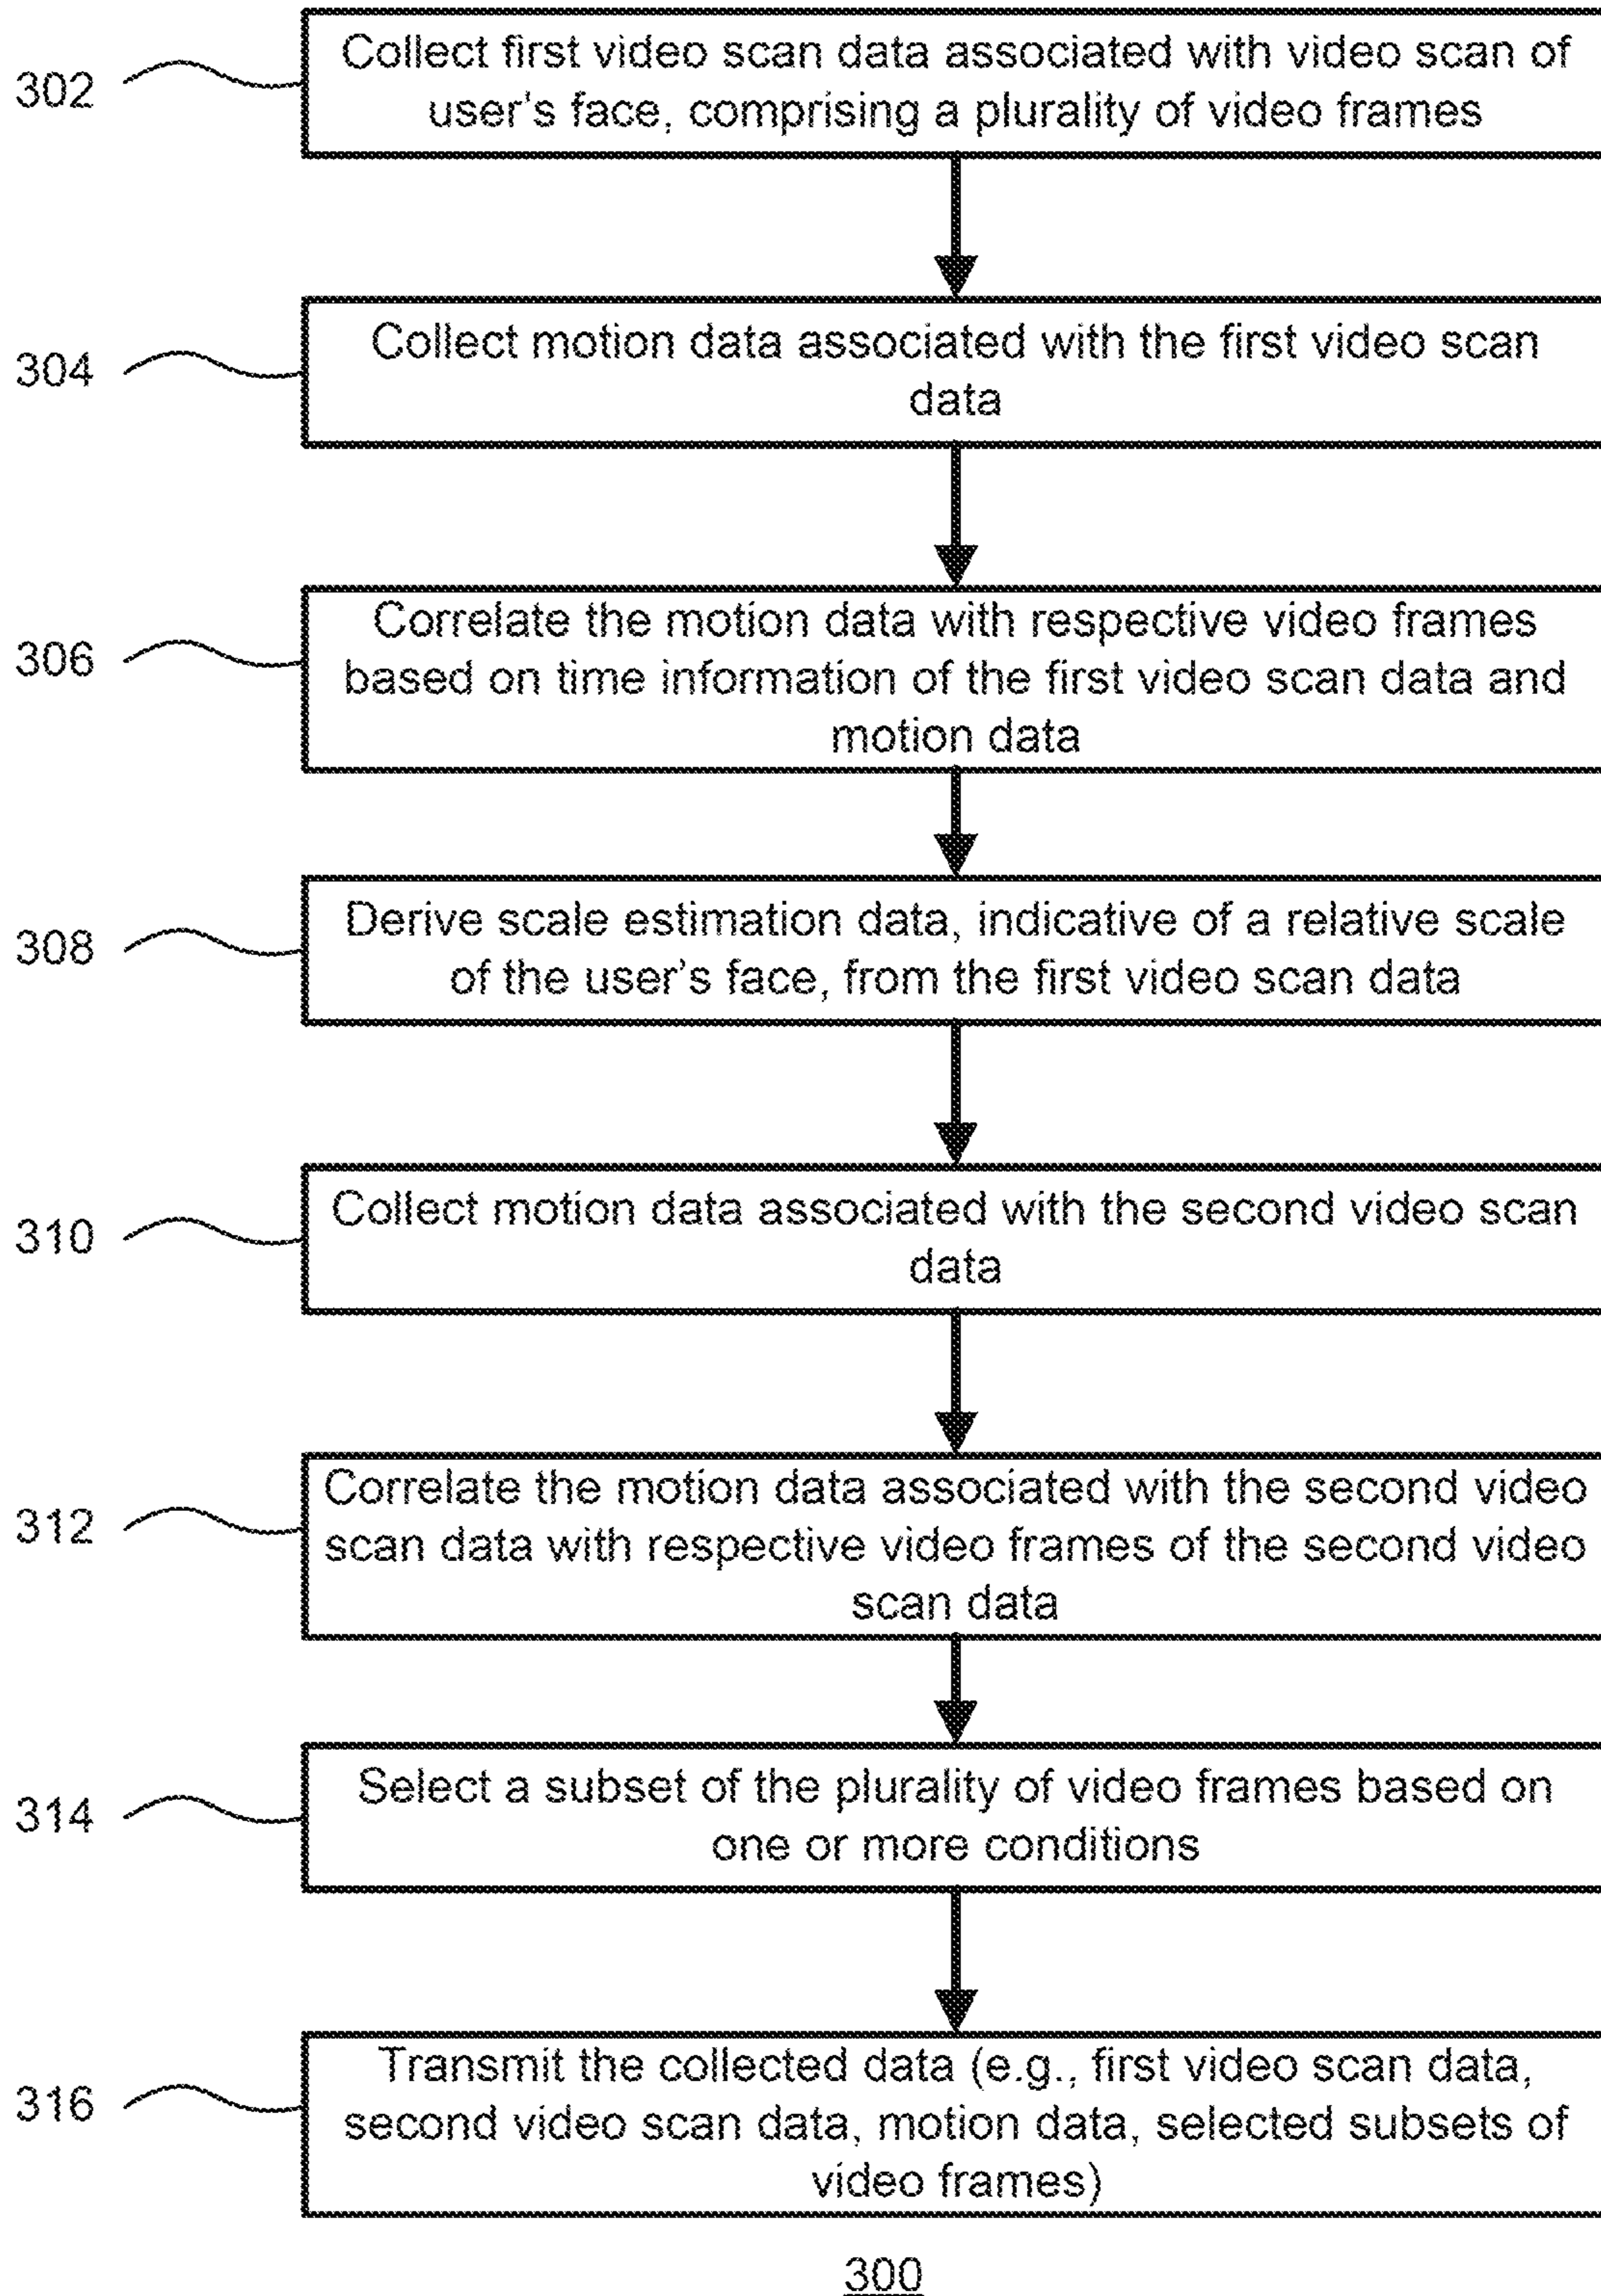 302
Collect first video scan data associated with video scan of
user's face, comprising a plurality of video frames
304
Collect motion data associated with the first video scan
data
306
Correlate the motion data with respective video frames
based on time information of the first video scan data and
motion data
308
Derive scale estimation data, indicative of a relative scale
of the user's face, from the first video scan data
310
Collect motion data associated with the second video scan
data
312
Correlate the motion data associated with the second video
scan data with respective video frames of the second video
scan data
314
Select a subset of the plurality of video frames based on
one or more conditions
316
Transmit the collected data (e.g., first video scan data,
second video scan data, motion data, selected subsets of
video frames)
300